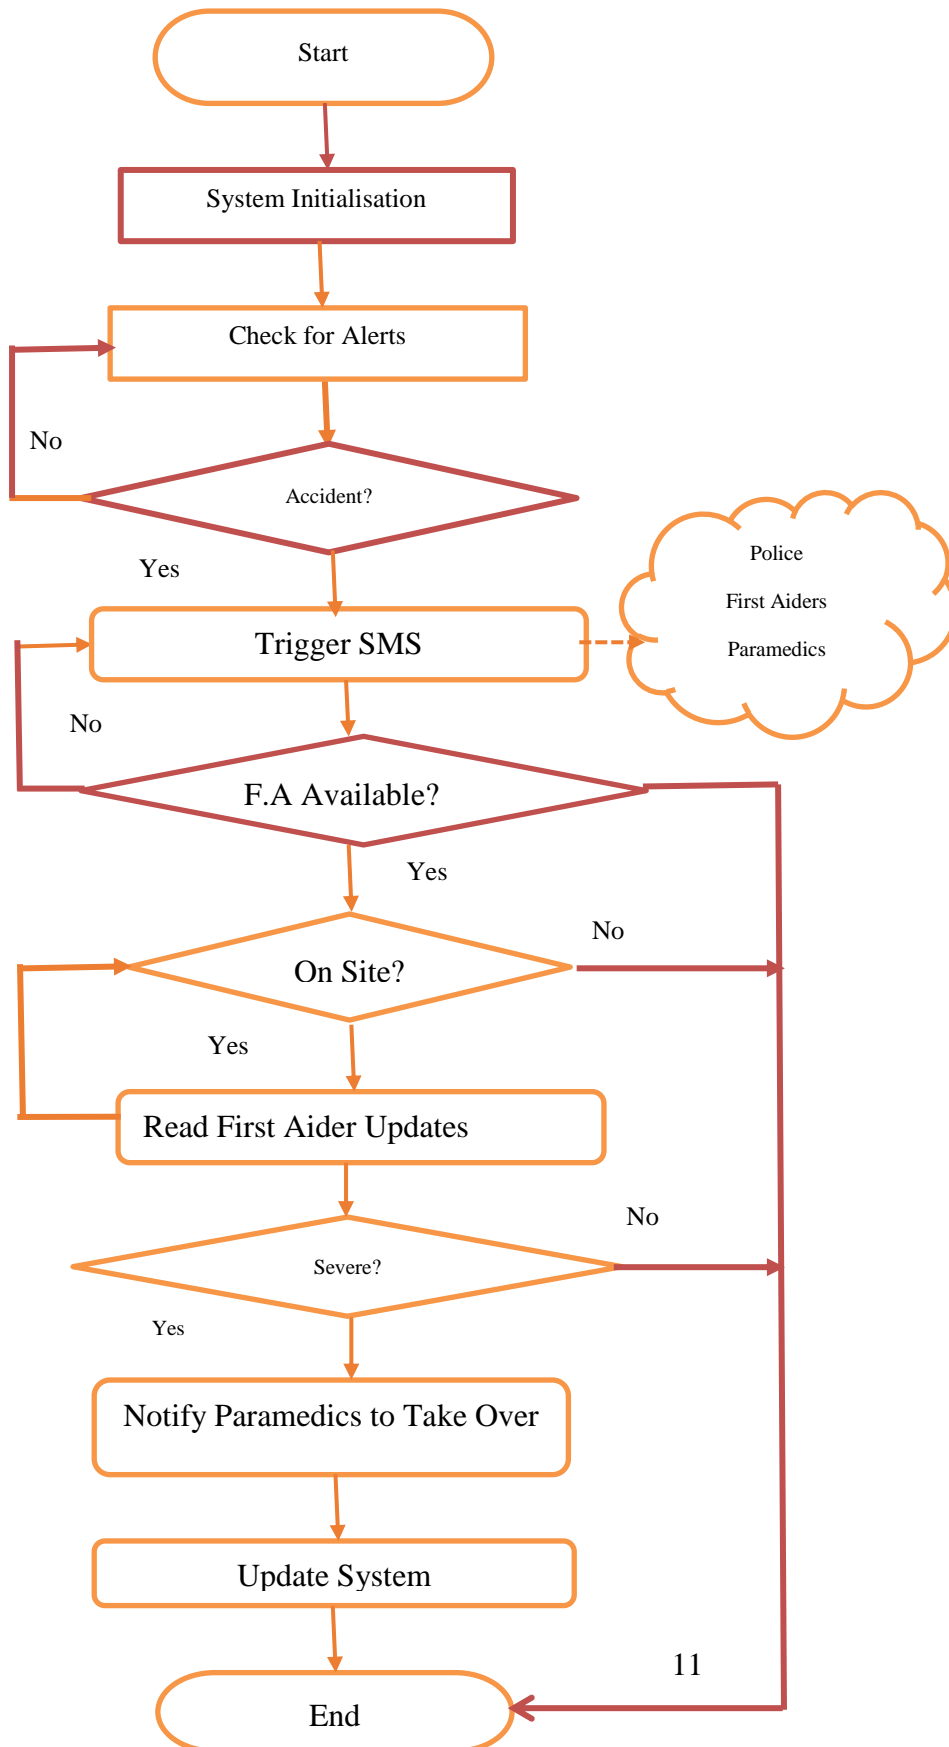 Start
System Initialisation
Check for Alerts
No
Accident?
Police
Yes
First Aiders
Trigger SMS
Paramedics
No
F.A Available?
Yes
No
On Site?
Yes
Read First Aider Updates
No
Severe?
Yes
Notify Paramedics to Take Over
Update System
11
End